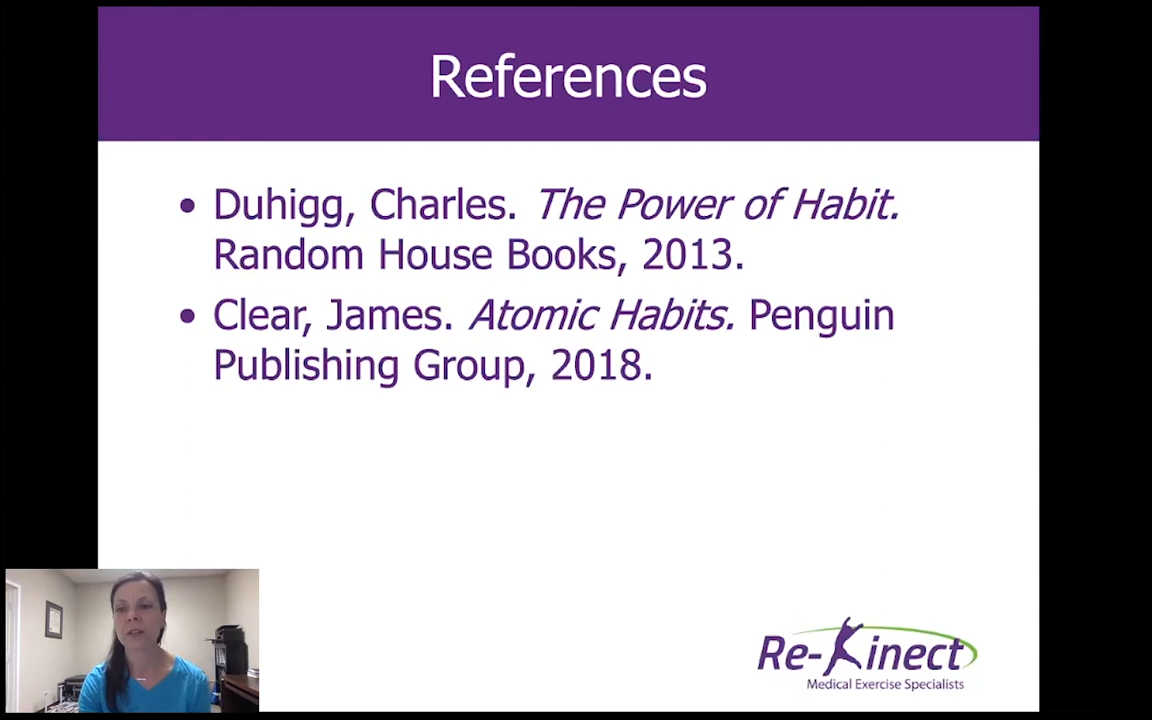 References
• Duhigg, Charles. The Power of Habit.
Random House Books, 2013.
• Clear, James. Atomic Habits. Penguin
Publishing Group, 2018.
Re-Kinect
Medical Exercise Specialists